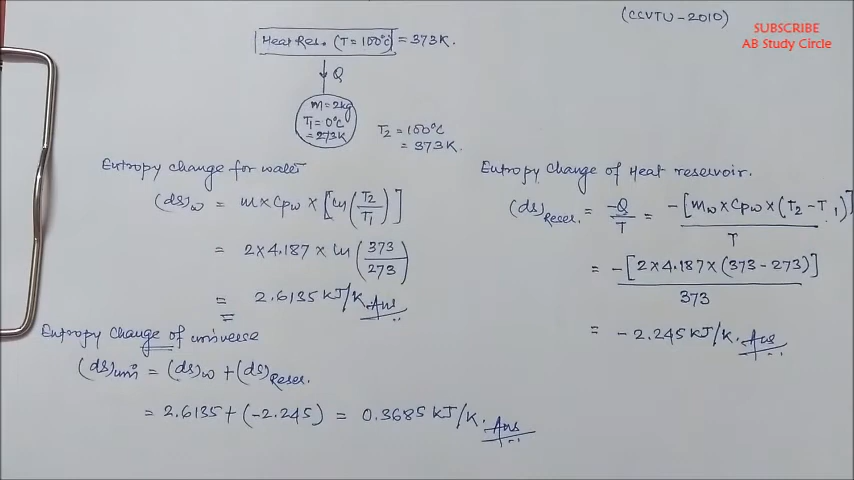 (CCVTU-2010)
SUBSCRIBE
AB Study Circle
Heat Res. (T=100°C) = 373K.
Q
m=2kg
T1=0°C
=273K
T2=100°C
=373K.
Entropy change for water
(ds)w = m×Cpw×[ln(T2/T1)]
= 2×4.187×ln(373/273)
= 2.6135 KJ/K Ans
Entropy Change of Heat reservoir.
(ds)Reser. = -Q/T = -[mw×Cpw×(T2-T1)]/T
= -[2×4.187×(373-273)]/373
= -2.245 KJ/K. Ans
Entropy Change of universe
(ds)uni = (ds)w + (ds)Reser.
= 2.6135+(-2.245) = 0.3685 KJ/K. Ans